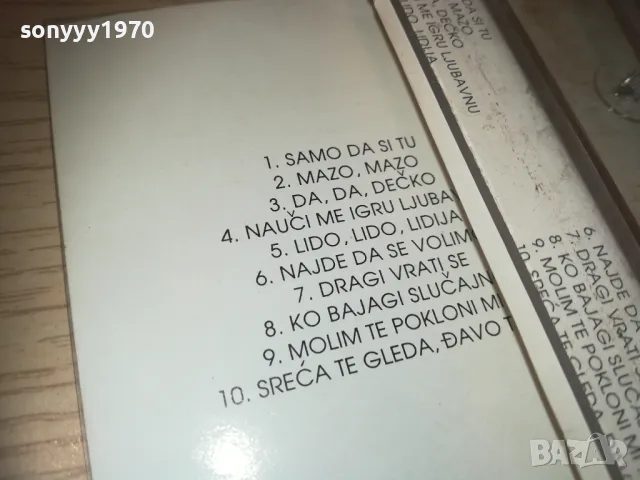 sonyyy1970
1. SAMO DA SI TU
2. MAZO, MAZO
3. DA, DA, DEČKO
4. NAUČI ME IGRU LJUBAV
5. LIDO, LIDO, LIDIJA
6. NAJDE DA SE VOLIM
7. DRAGI VRATI SE
8. KO BAJAGI SLUČAJN
9. MOLIM TE POKLONI MI
10. SREĆA TE GLEDA, ĐAVO T
DA SI TU
MAZO
DA, DEČKO
ME IGRU LJUBAVNU
LIDO, LIDIJA
6. NAJDE DA
7. DRAGI VRATI
8. KO BAJAGI SLUČAJ
9. MOLIM TE POKLONI MI
10. SREĆA TE GLEDA,
BAZAR